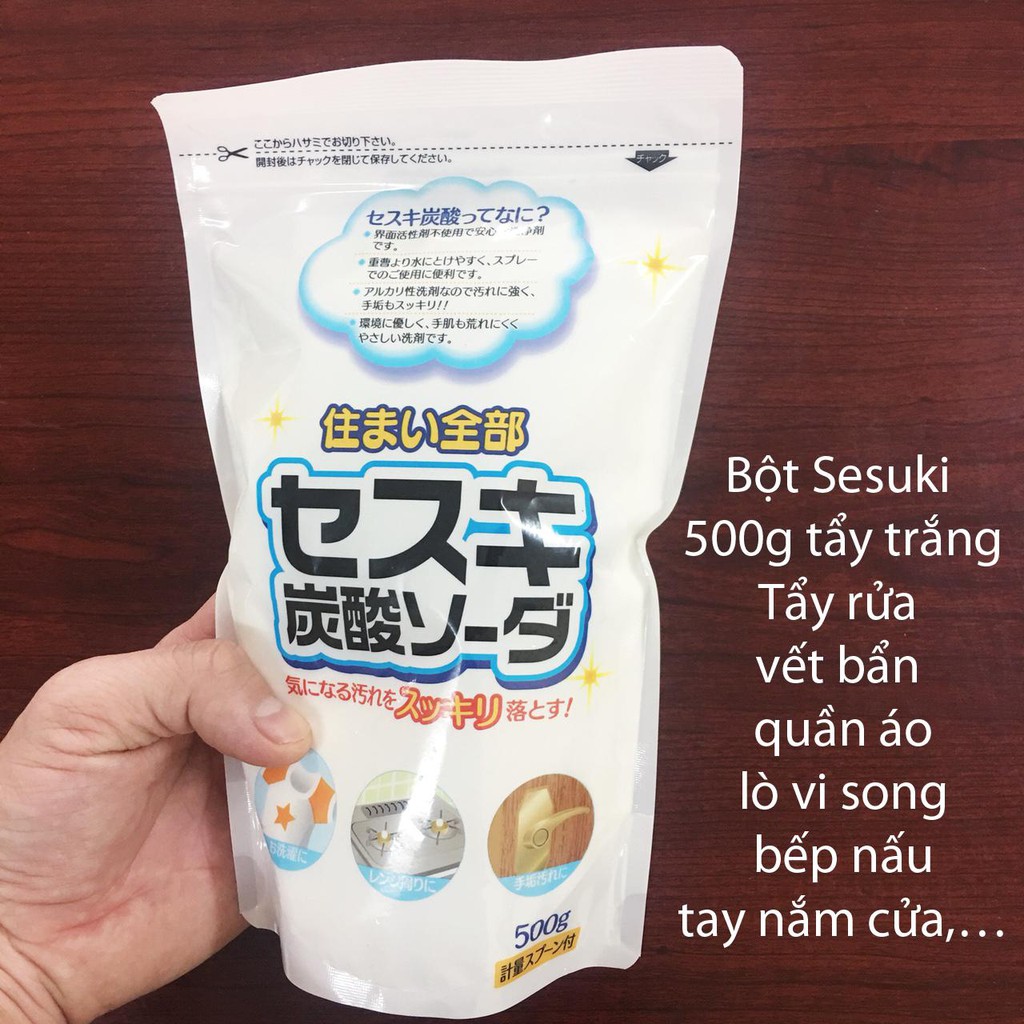 ここからハサミでお切り下さい。
開封後はチャックを閉じて保存してください。
チャック
セスキ炭酸ってなに?
界面活性剤不使用で安心 浄剤
です。
重曹より水にとけやすく、スプレー
でのご使用に便利です。
アルカリ性洗剤なので汚れに強く、
手垢もスッキリ!!
環境に優しく、手肌も荒れにくく
やさしい洗剤です。
住まい全部
セスキ
炭酸ソーダ
気になる汚れをスッキリ落とす!
お洗濯に
レンジ周りに
手垢汚れに
500g
計量スプーン付
Bột Sesuki
500g tẩy trắng
Tẩy rửa
vết bẩn
quần áo
lò vi song
bếp nấu
tay nắm cửa,...